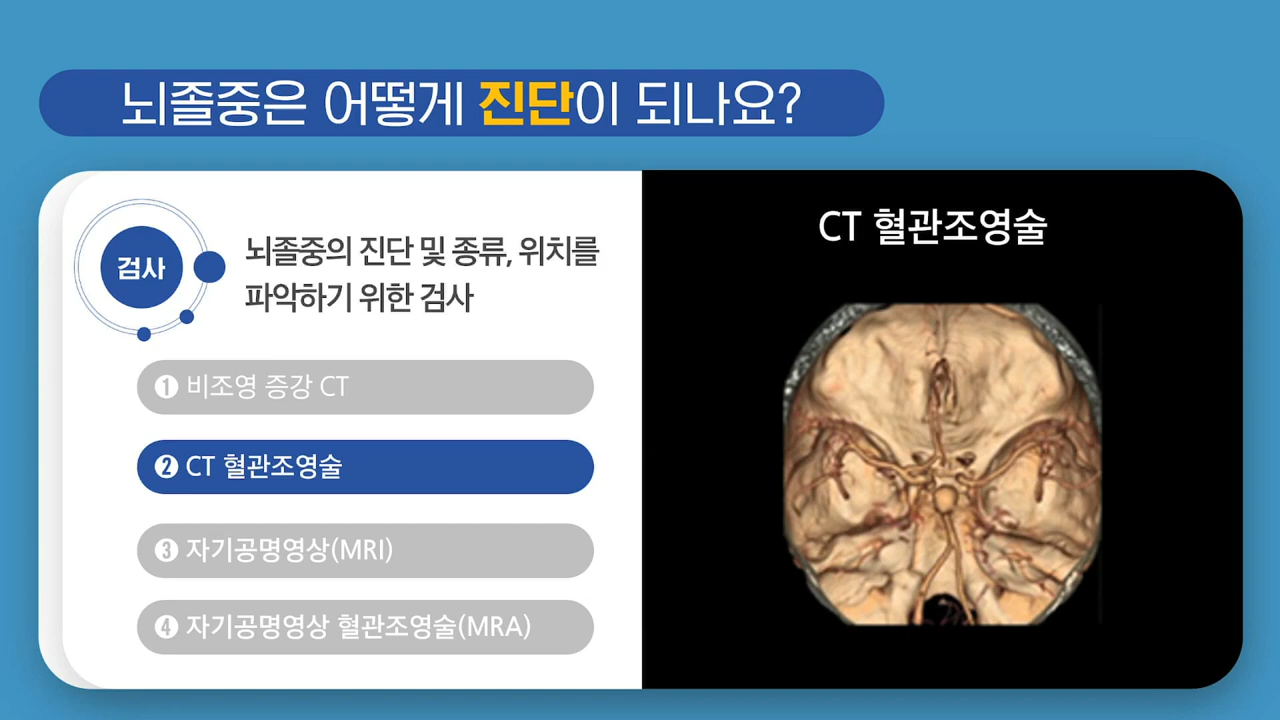 뇌졸중은 어떻게 진단이 되나요?
검사
뇌졸중의 진단 및 종류, 위치를
파악하기 위한 검사
❶ 비조영 증강 CT
❷ CT 혈관조영술
❸ 자기공명영상(MRI)
❹ 자기공명영상 혈관조영술(MRA)
CT 혈관조영술